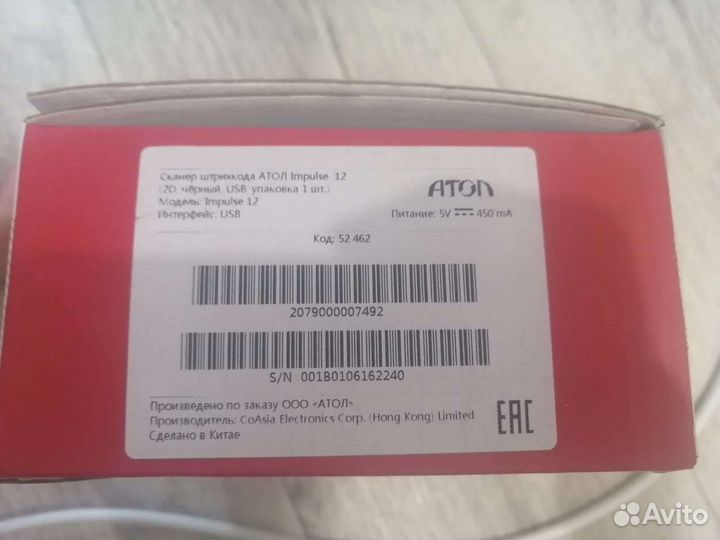 Сканер штрихкода АТОЛ Impulse 12
(2D, чёрный, USB, упаковка 1 шт.)
Модель: Impulse 12
Интерфейс: USB
АТОЛ
Питание: 5V 450 mA
Код: 52 462
2079000007492
S/N 001B0106162240
Произведено по заказу ООО «АТОЛ»
Производитель: CoAsia Electronics Corp. (Hong Kong) Limited
Сделано в Китае
EAC
Avito